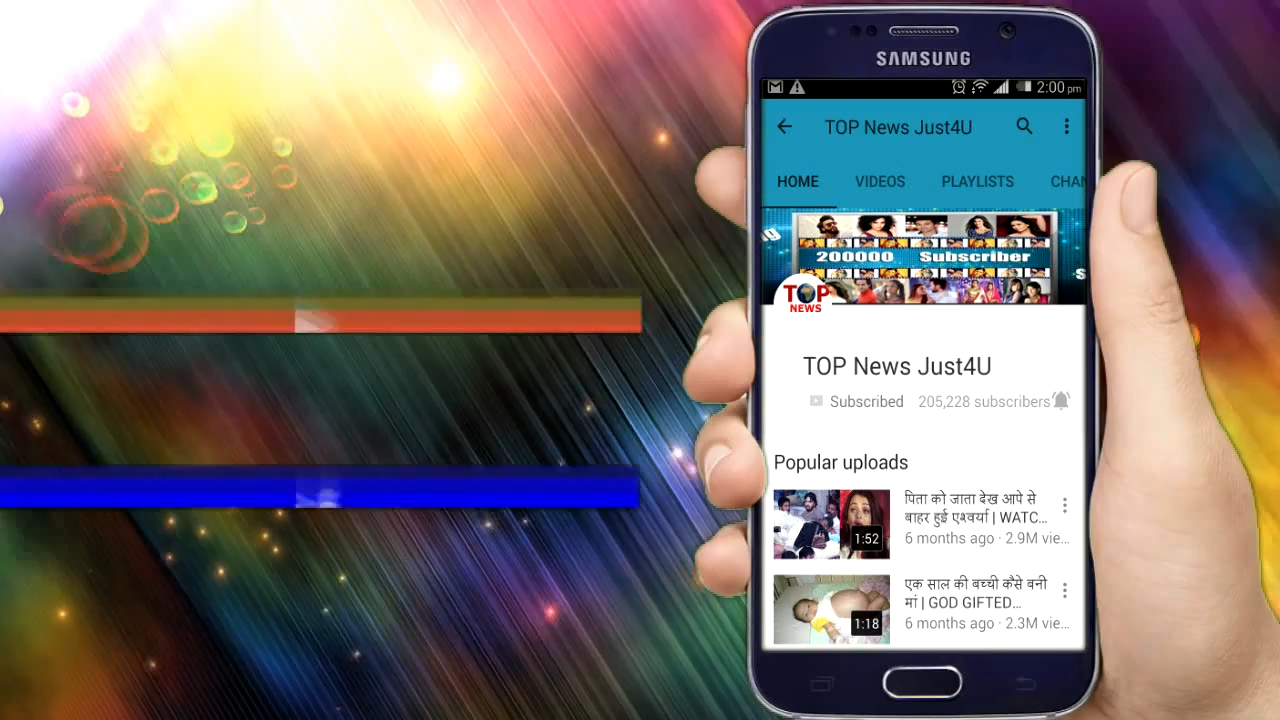 SAMSUNG
2:00 pm
TOP News Just4U
HOME VIDEOS PLAYLISTS CHAN
200000 Subscriber
TOP
NEWS
TOP News Just4U
Subscribed 205,228 subscribers
Popular uploads
पिता को जाता देख आपे से
बाहर हुई एश्वर्या | WATC...
1:52
6 months ago · 2.9M vie...
एक साल की बच्ची कैसे बनी
मां | GOD GIFTED...
1:18
6 months ago · 2.3M vie...